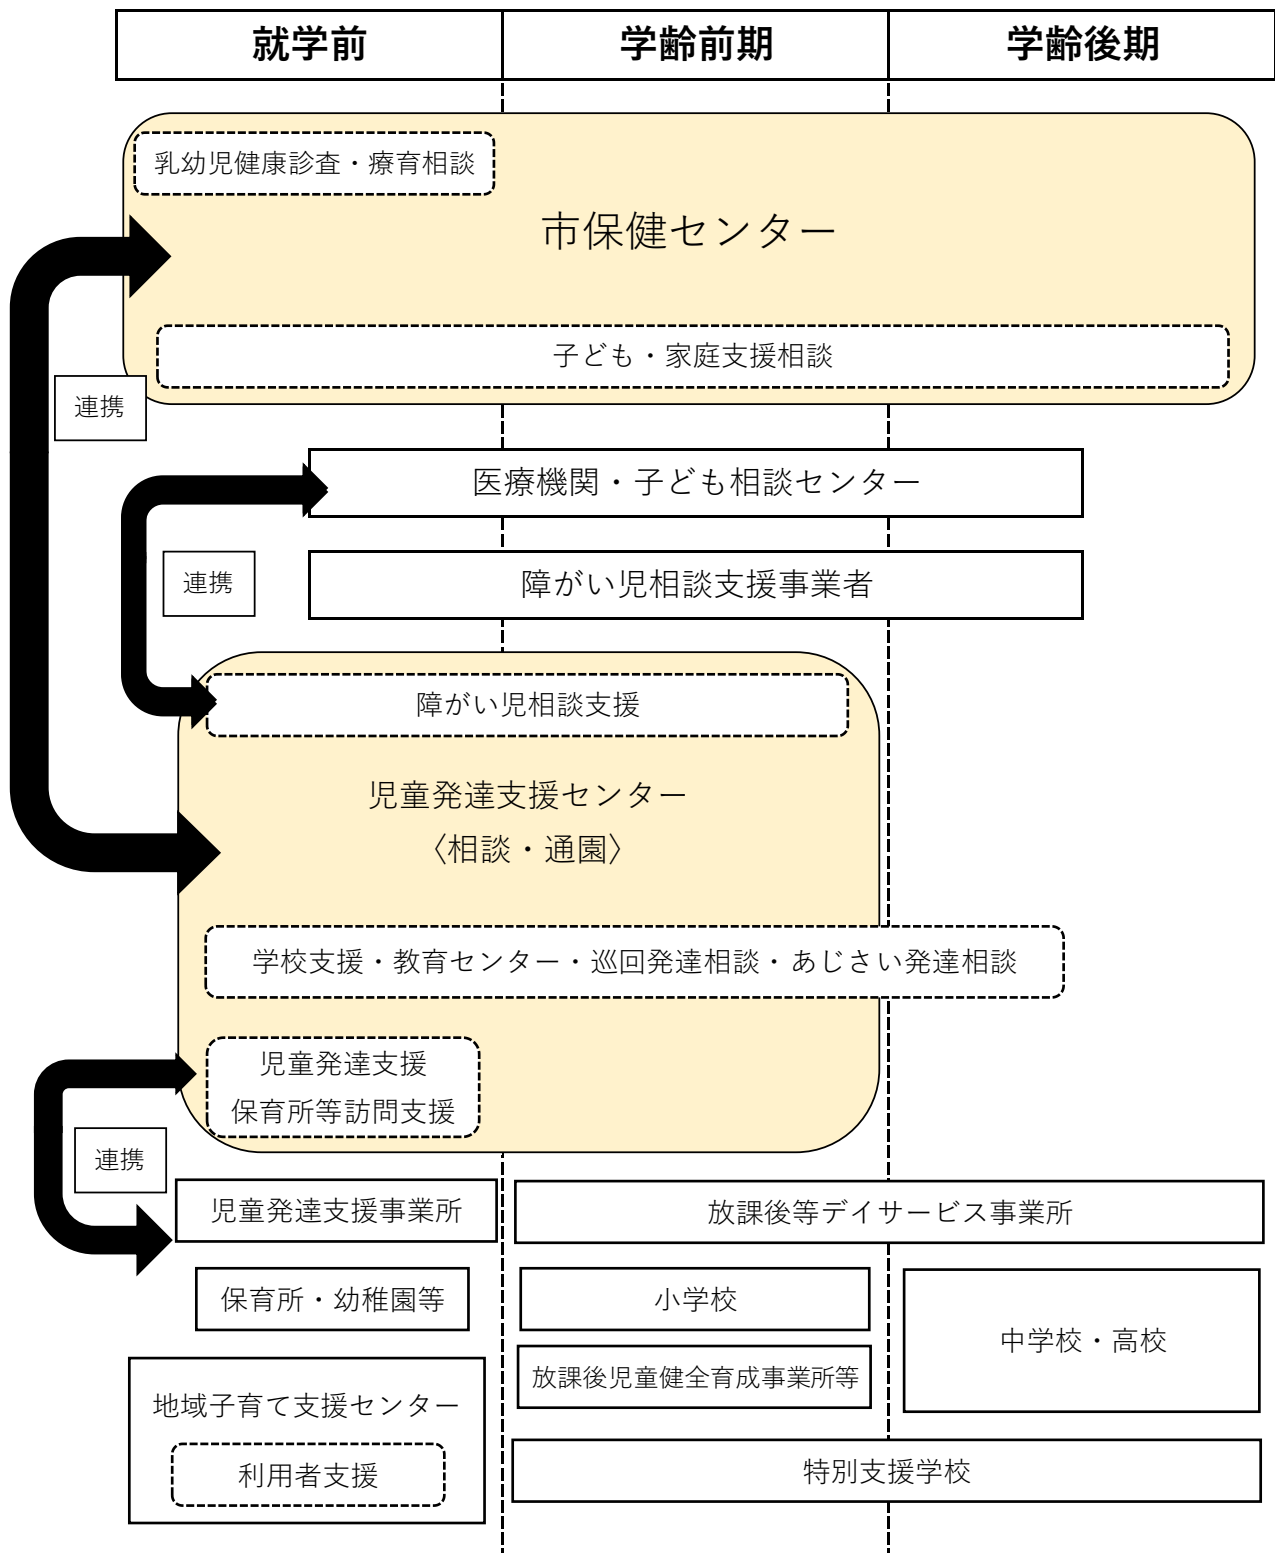 就学前
学齢前期
学齢後期
乳幼児健康診査・療育相談
市保健センター
子ども・家庭支援相談
連携
医療機関・子ども相談センター
連携
障がい児相談支援事業者
障がい児相談支援
児童発達支援センター
〈相談・通園〉
学校支援・教育センター・巡回発達相談・あじさい発達相談
児童発達支援
保育所等訪問支援
連携
児童発達支援事業所
放課後等デイサービス事業所
保育所・幼稚園等
小学校
中学校・高校
放課後児童健全育成事業所等
地域子育て支援センター
利用者支援
特別支援学校